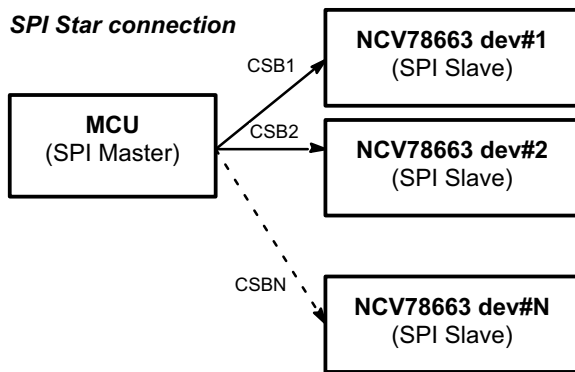 SPI Star connection
NCV78663 dev#1
(SPI Slave)
CSB1
MCU
(SPI Master)
CSB2
NCV78663 dev#2
(SPI Slave)
CSBN
NCV78663 dev#N
(SPI Slave)